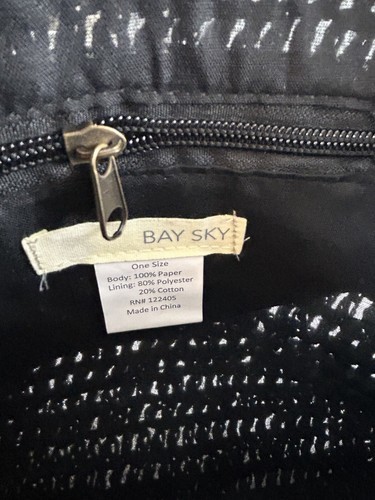 BAY SKY
One Size
Body: 100% Paper
Lining: 80% Polyester
20% Cotton
RN# 122405
Made in China